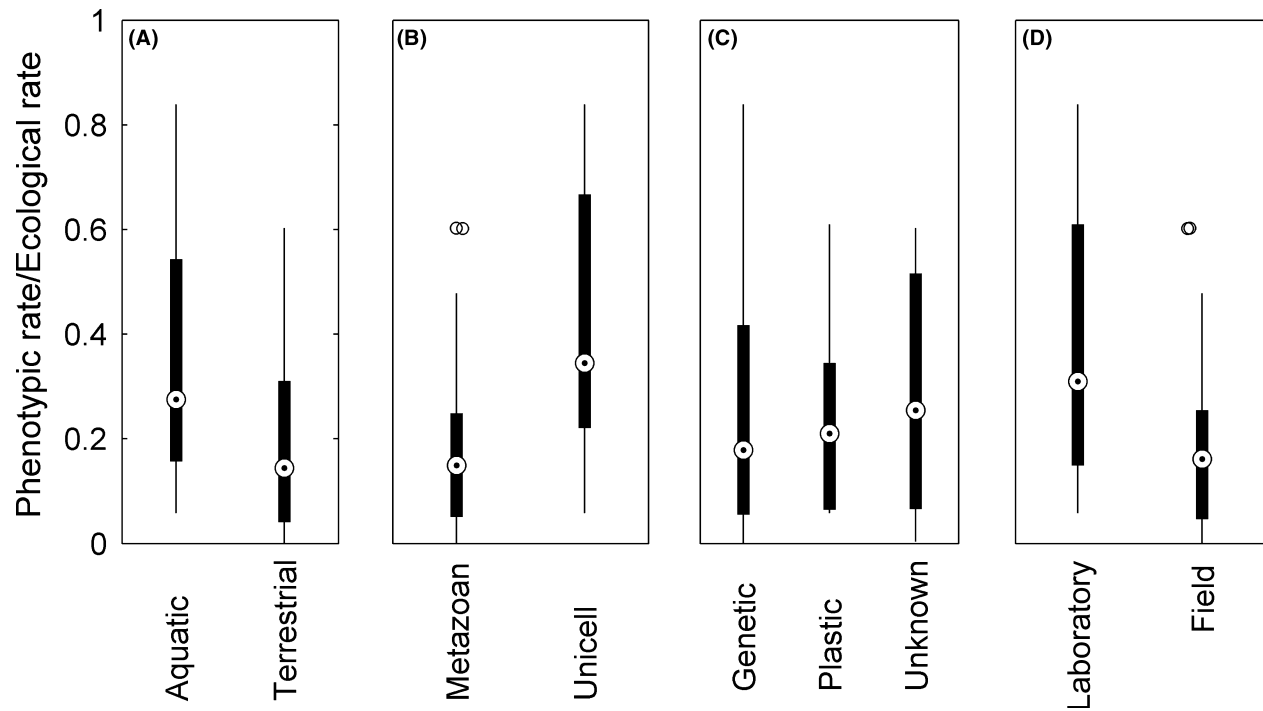 Phenotypic rate/Ecological rate
1
0.8
0.6
0.4
0.2
0
(A)
Aquatic
Terrestrial
(B)
Metazoan
Unicell
(C)
Genetic
Plastic
Unknown
(D)
Laboratory
Field